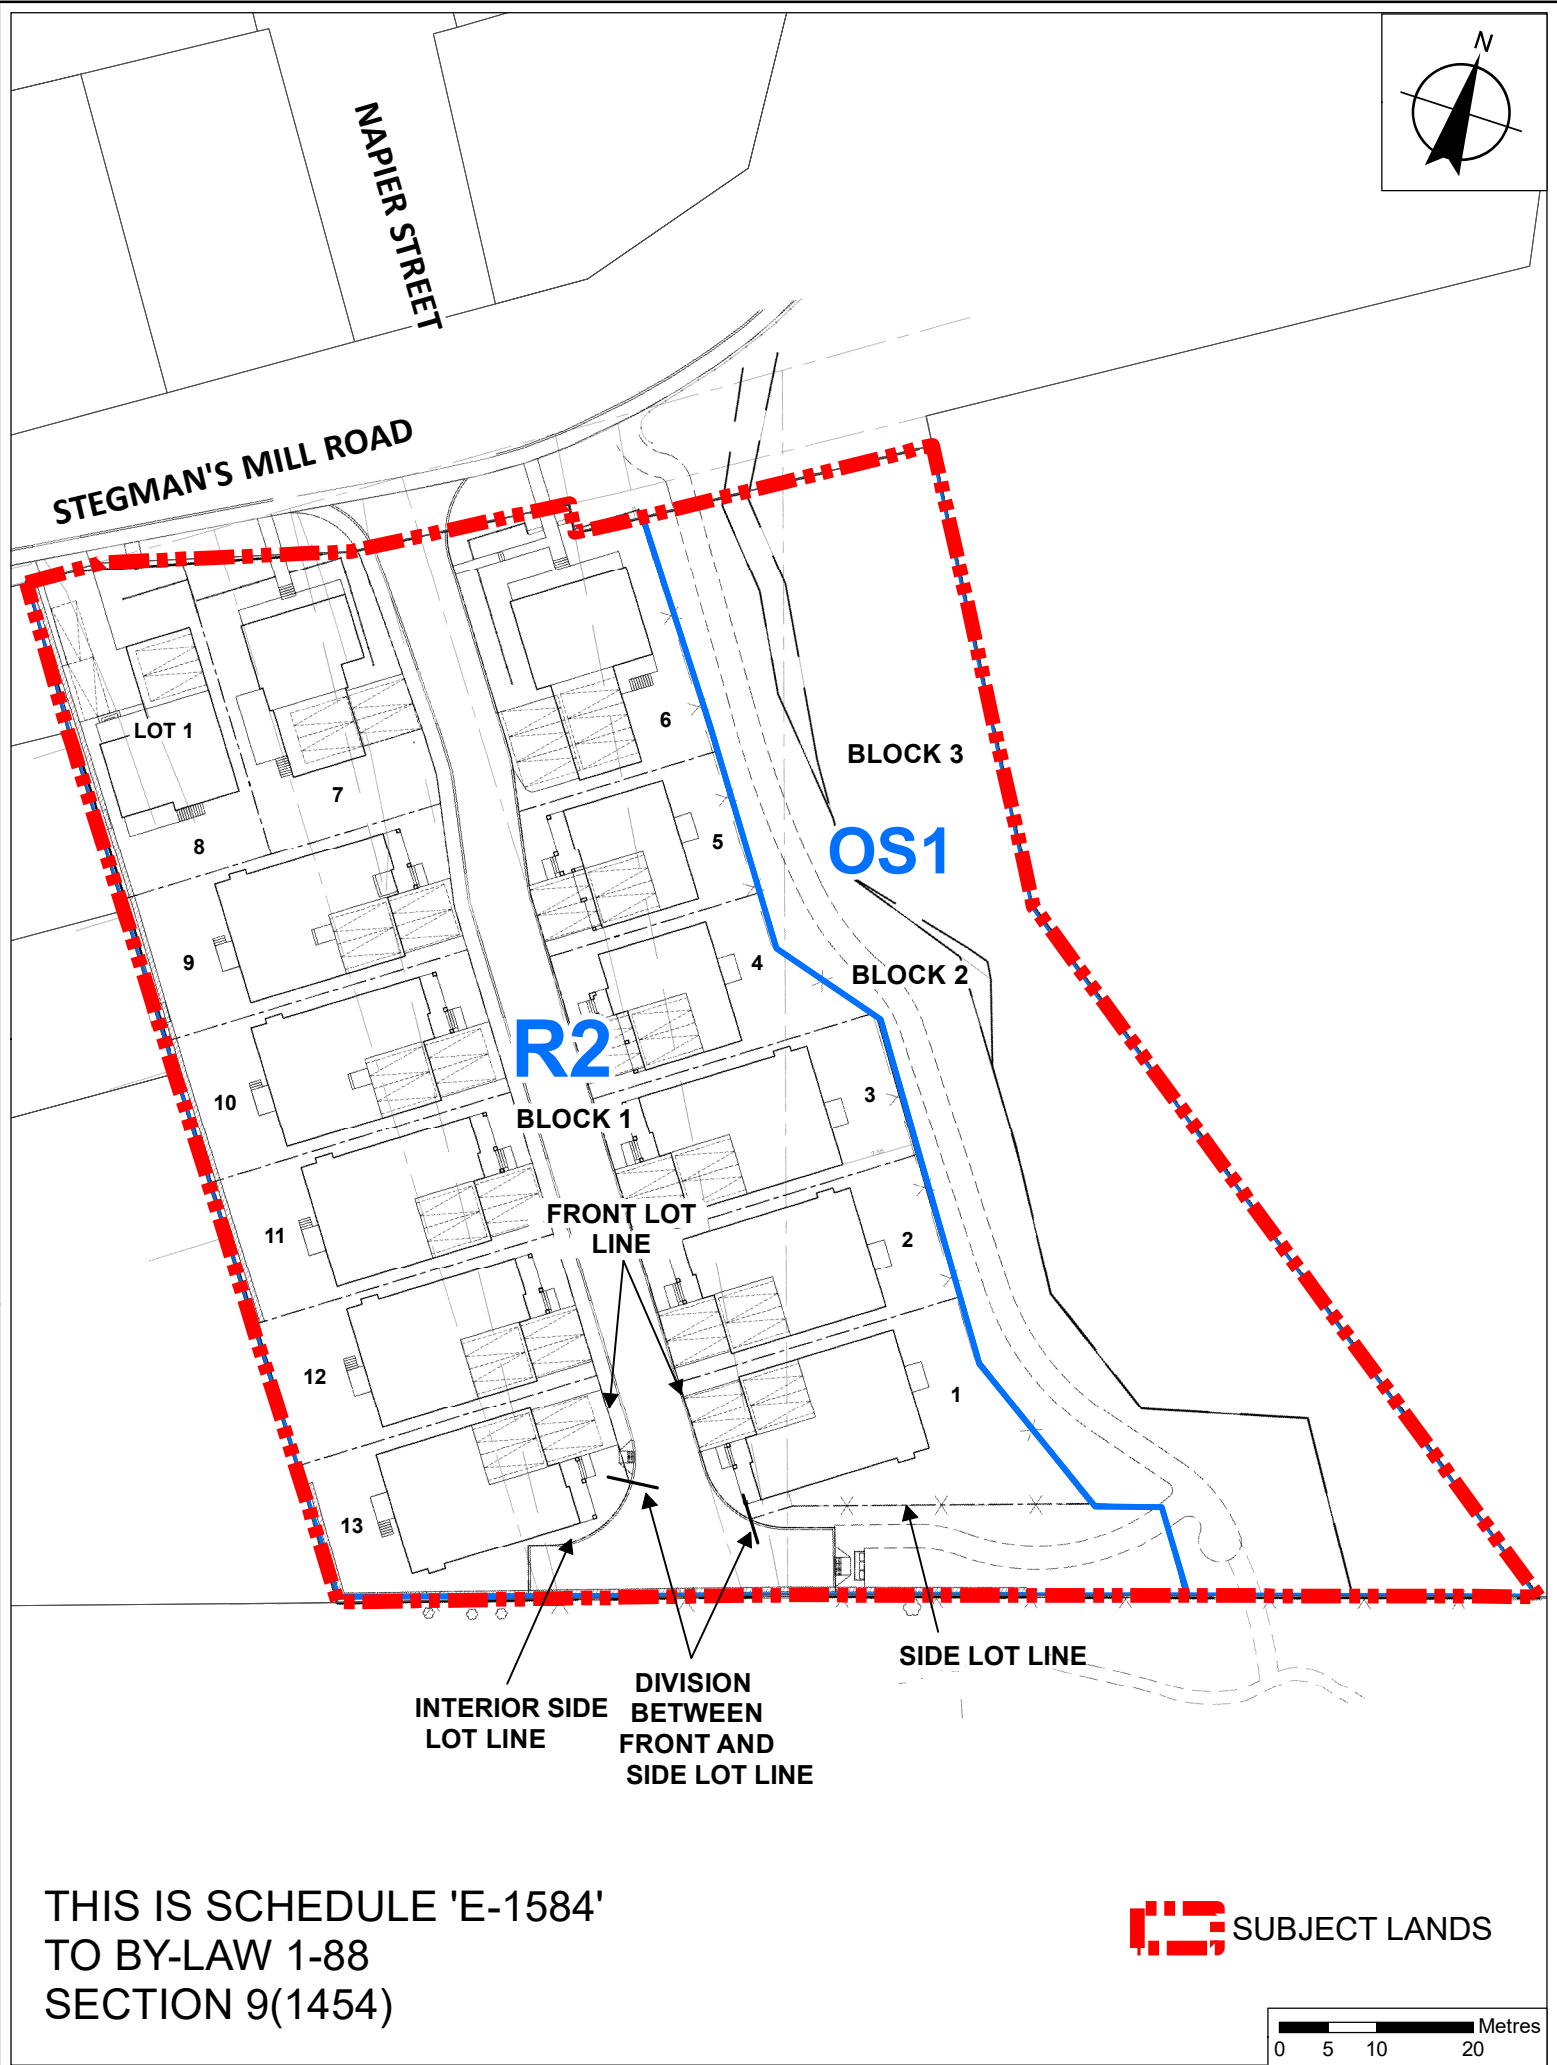 N
NAPIER STREET
STEGMAN'S MILL ROAD
LOT 1
6
7
BLOCK 3
8
5
OS1
9
4
BLOCK 2
R2
10
3
BLOCK 1
11
FRONT LOT
LINE
2
12
1
13
SIDE LOT LINE
INTERIOR SIDE
LOT LINE
DIVISION
BETWEEN
FRONT AND
SIDE LOT LINE
THIS IS SCHEDULE 'E-1584'
TO BY-LAW 1-88
SECTION 9(1454)
SUBJECT LANDS
Metres
0 5 10 20